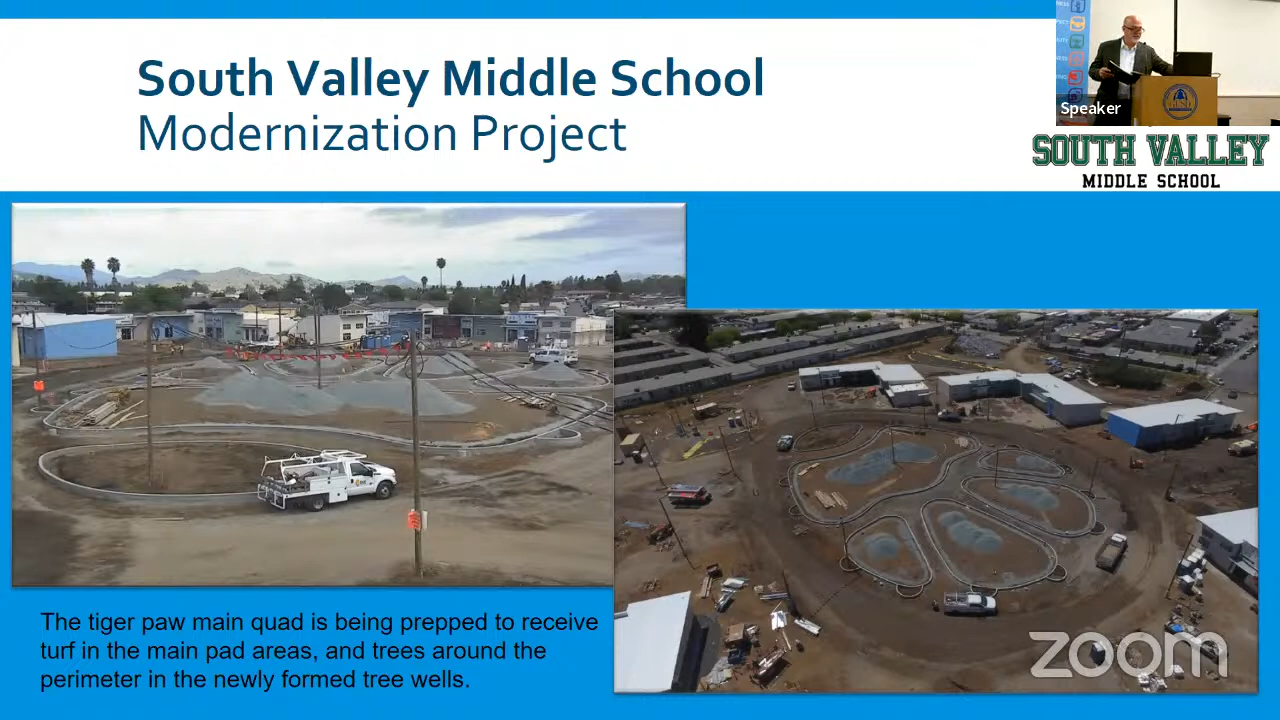 South Valley Middle School
Modernization Project
Speaker
SOUTH VALLEY
MIDDLE SCHOOL
The tiger paw main quad is being prepped to receive
turf in the main pad areas, and trees around the
perimeter in the newly formed tree wells.
zoom